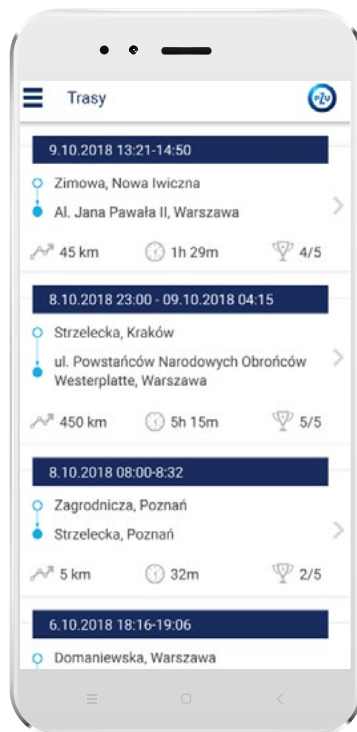 Trasy
PZU
9.10.2018 13:21-14:50
Zimowa, Nowa Iwiczna
Al. Jana Pawała II, Warszawa
45 km 1h 29m 4/5
8.10.2018 23:00 - 09.10.2018 04:15
Strzelecka, Kraków
ul. Powstańców Narodowych Obrońców
Westerplatte, Warszawa
450 km 5h 15m 5/5
8.10.2018 08:00-8:32
Zagrodnicza, Poznań
Strzelecka, Poznań
5 km 32m 2/5
6.10.2018 18:16-19:06
Domaniewska, Warszawa